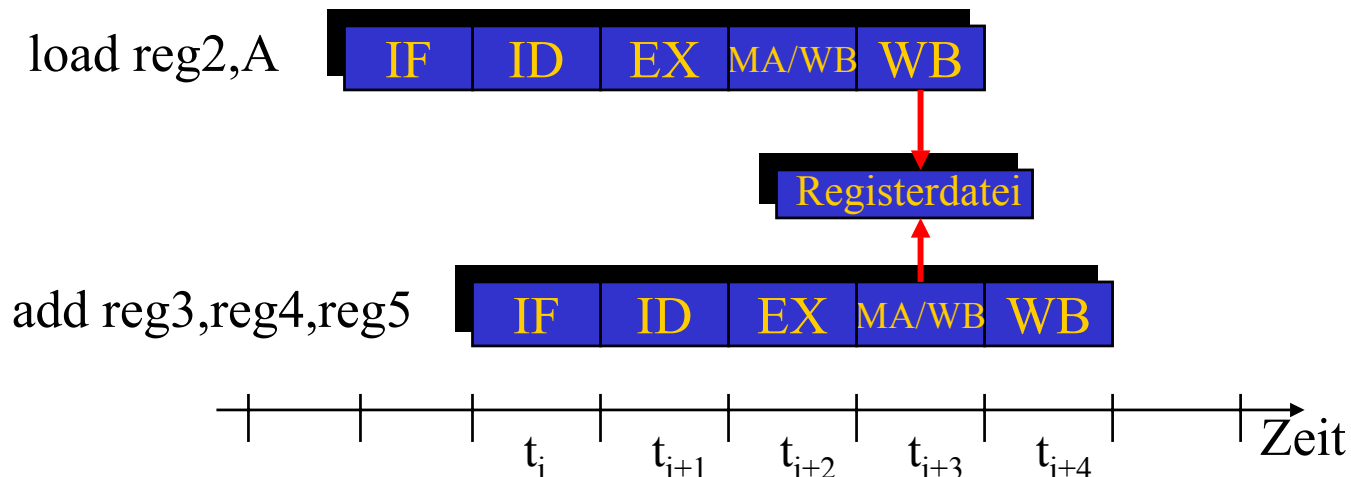 load reg2,A IF ID EX MA/WB WB
Registerdatei
add reg3,reg4,reg5 IF ID EX MA/WB WB
Zeit
ti ti+1 ti+2 ti+3 ti+4